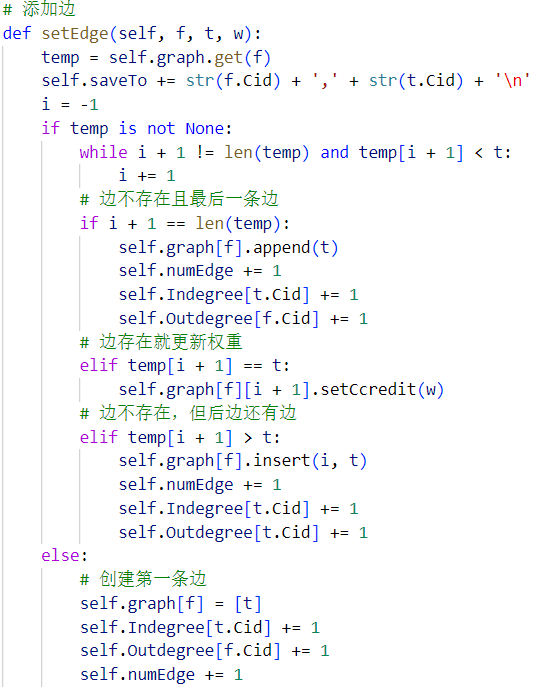 # 添加边
def setEdge(self, f, t, w):
    temp = self.graph.get(f)
    self.saveTo += str(f.Cid) + ',' + str(t.Cid) + '\n'
    i = -1
    if temp is not None:
        while i + 1 != len(temp) and temp[i + 1] < t:
            i += 1
        # 边不存在且最后一条边
        if i + 1 == len(temp):
            self.graph[f].append(t)
            self.numEdge += 1
            self.Indegree[t.Cid] += 1
            self.Outdegree[f.Cid] += 1
        # 边存在就更新权重
        elif temp[i + 1] == t:
            self.graph[f][i + 1].setCcredit(w)
        # 边不存在，但后边还有边
        elif temp[i + 1] > t:
            self.graph[f].insert(i, t)
            self.numEdge += 1
            self.Indegree[t.Cid] += 1
            self.Outdegree[t.Cid] += 1
    else:
        # 创建第一条边
        self.graph[f] = [t]
        self.Indegree[t.Cid] += 1
        self.Outdegree[f.Cid] += 1
        self.numEdge += 1